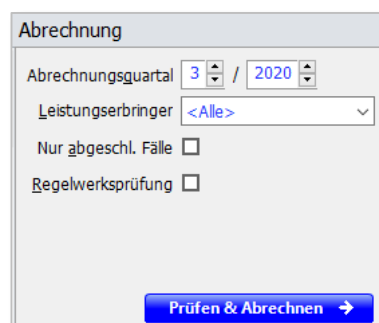 Abrechnung
Abrechnungsquartal 3 / 2020
Leistungserbringer <Alle>
Nur abgeschl. Fälle
Regelwerksprüfung
Prüfen & Abrechnen →